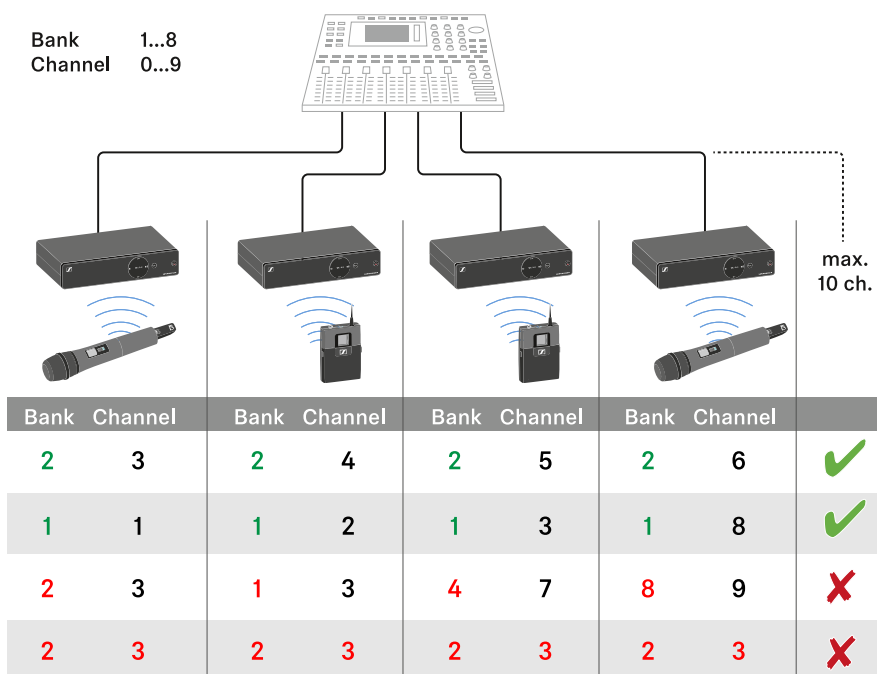 Bank 1...8
Channel 0...9
max.
10 ch.
Bank Channel Bank Channel Bank Channel Bank Channel
2 3 2 4 2 5 2 6
1 1 1 2 1 3 1 8
2 3 1 3 4 7 8 9
2 3 2 3 2 3 2 3